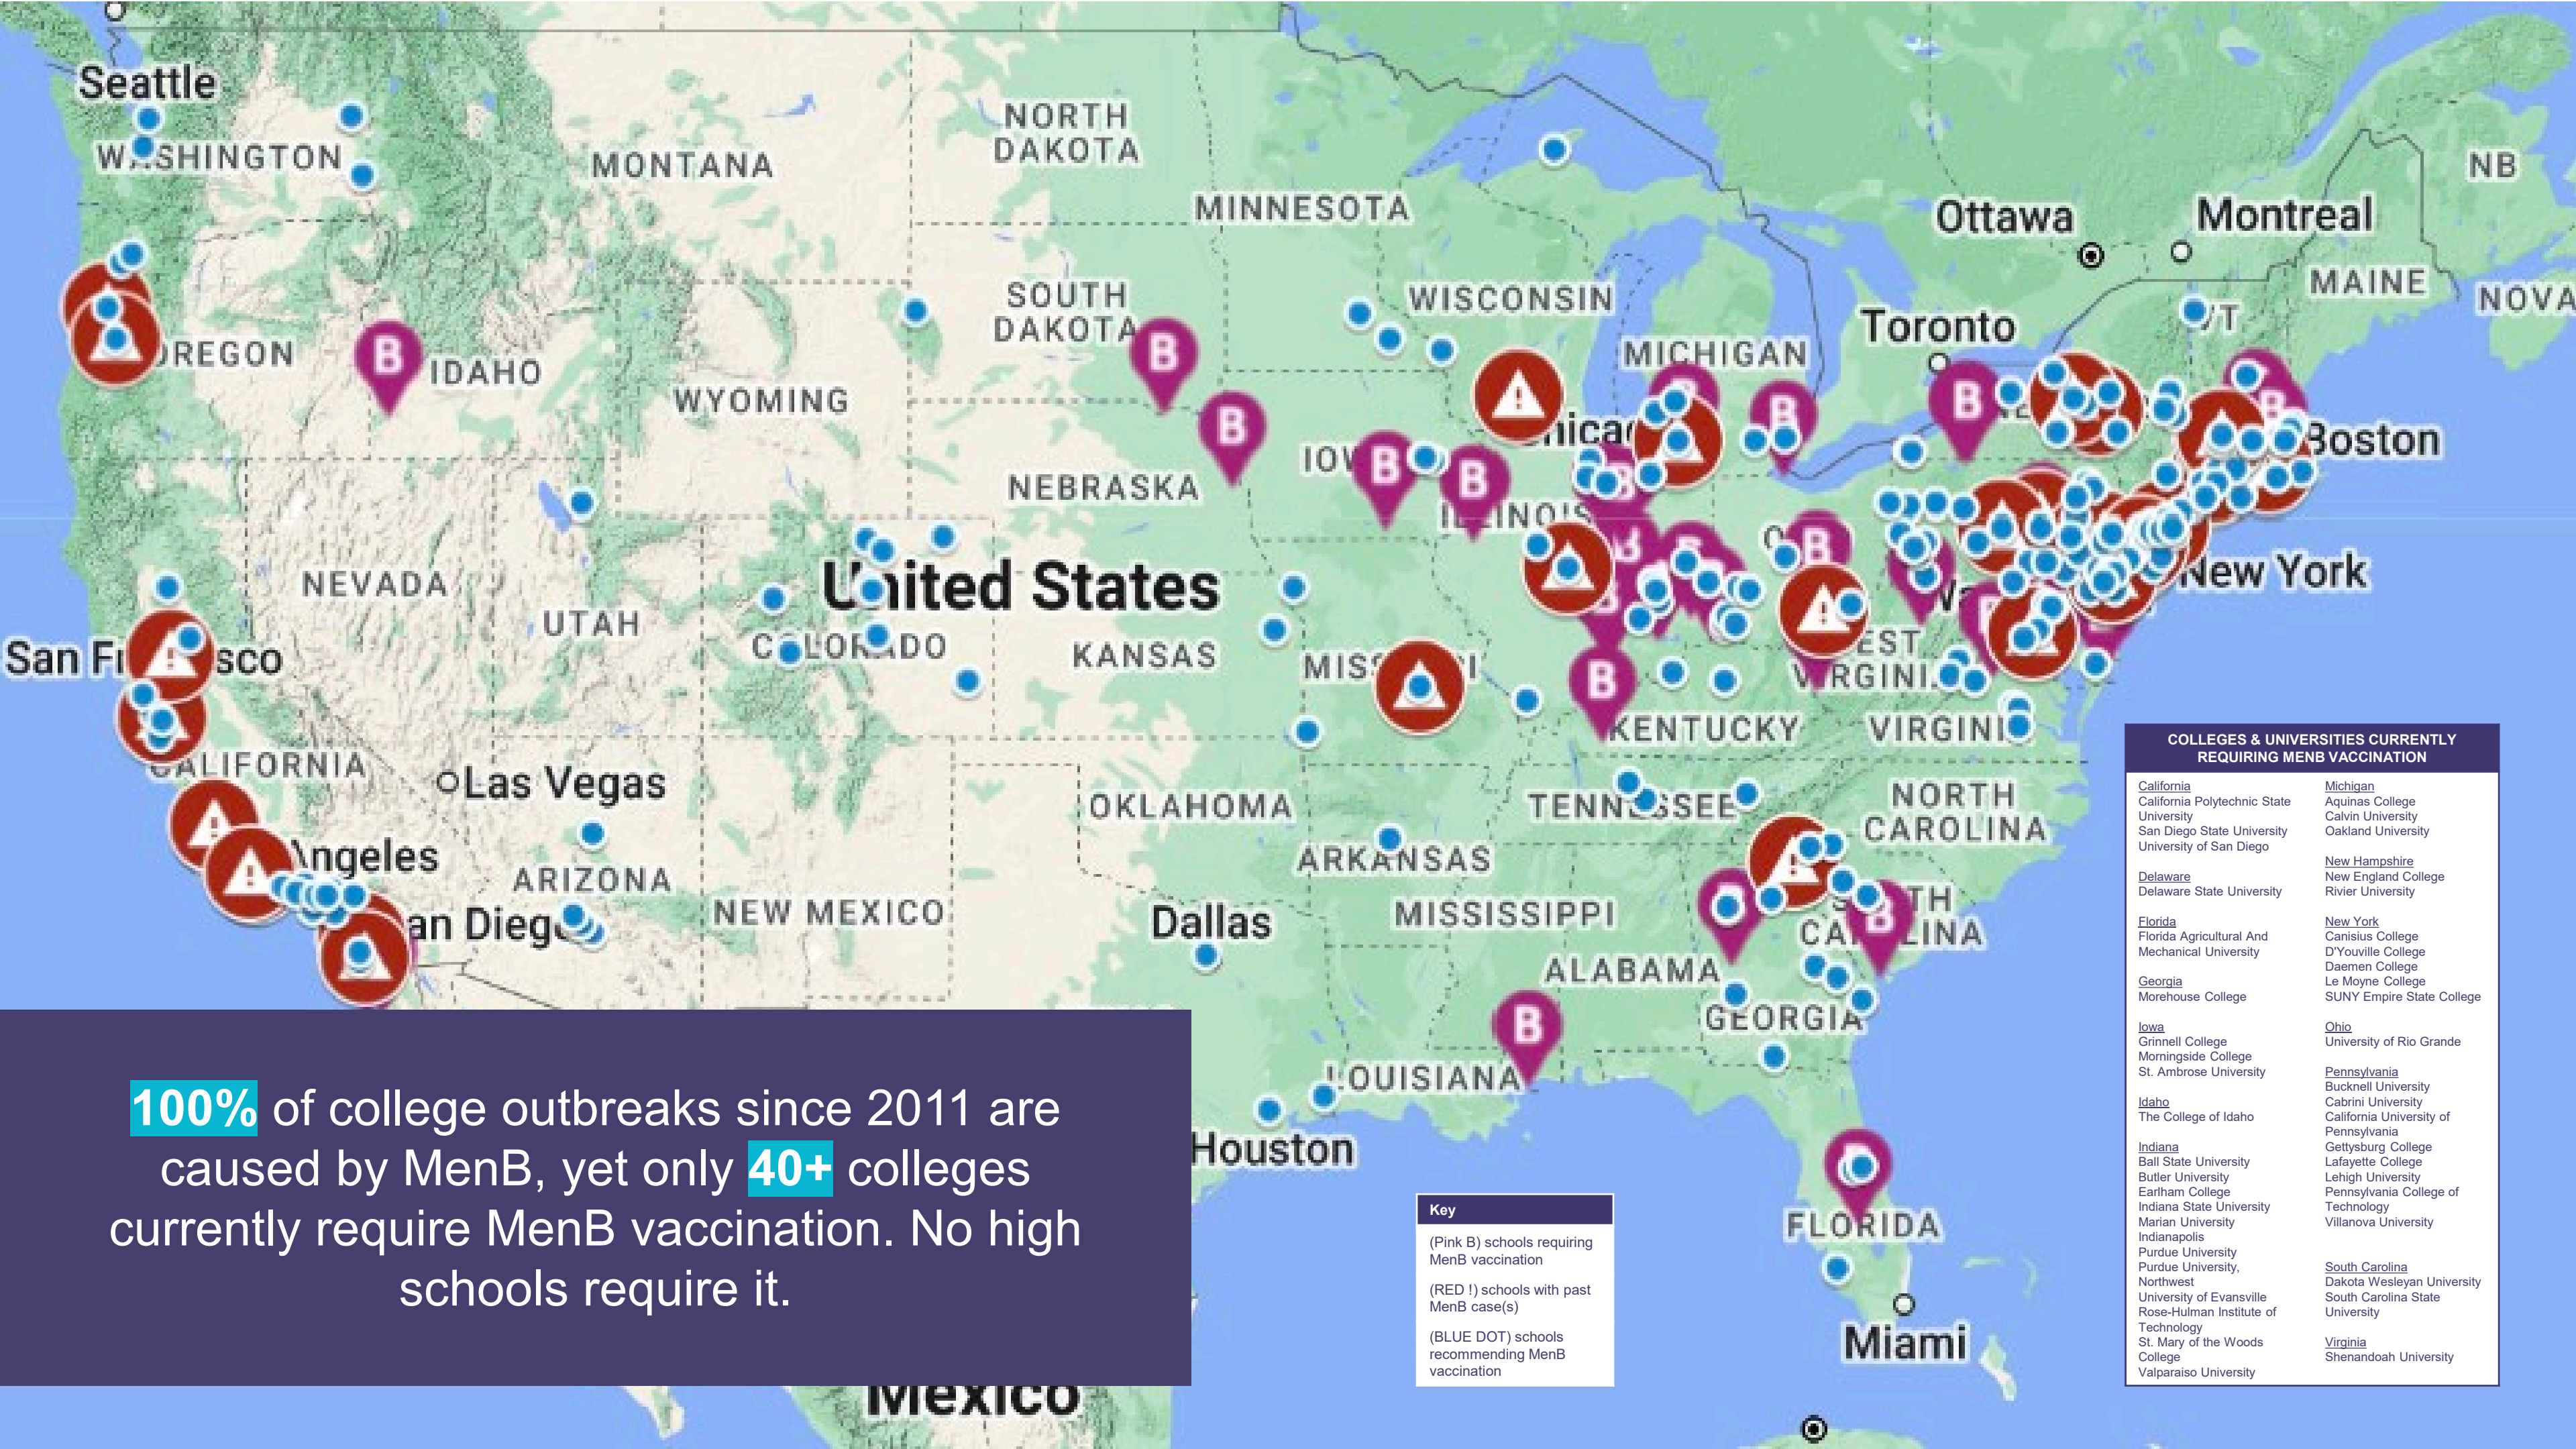 Seattle
WASHINGTON
MONTANA
NORTH
DAKOTA
MINNESOTA
Ottawa
Montreal
NB
MAINE
NOVA
VT
Toronto
WISCONSIN
MICHIGAN
SOUTH
DAKOTA
OREGON
IDAHO
WYOMING
B
B
B
B
B
B
B
B
B
B
Boston
NEBRASKA
ILLINOIS
New York
NEVADA
UTAH
United States
COLORADO
KANSAS
San Fr
sco
KENTUCKY
VIRGINI
CALIFORNIA
Las Vegas
OKLAHOMA
TENNESSEE
NORTH
CAROLINA
Angeles
ARIZONA
ARKANSAS
an Dieg
NEW MEXICO
Dallas
MISSISSIPPI
ALABAMA
GEORGIA
LOUISIANA
Houston
FLORIDA
Miami
Mexico
100% of college outbreaks since 2011 are
caused by MenB, yet only 40+ colleges
currently require MenB vaccination. No high
schools require it.
Key
(Pink B) schools requiring
MenB vaccination
(RED !) schools with past
MenB case(s)
(BLUE DOT) schools
recommending MenB
vaccination
COLLEGES & UNIVERSITIES CURRENTLY
REQUIRING MENB VACCINATION
California
California Polytechnic State
University
San Diego State University
University of San Diego
Delaware
Delaware State University
Florida
Florida Agricultural And
Mechanical University
Georgia
Morehouse College
Iowa
Grinnell College
Morningside College
St. Ambrose University
Idaho
The College of Idaho
Indiana
Ball State University
Butler University
Earlham College
Indiana State University
Marian University
Indianapolis
Purdue University
Purdue University,
Northwest
University of Evansville
Rose-Hulman Institute of
Technology
St. Mary of the Woods
College
Valparaiso University
Michigan
Aquinas College
Calvin University
Oakland University
New Hampshire
New England College
Rivier University
New York
Canisius College
D'Youville College
Daemen College
Le Moyne College
SUNY Empire State College
Ohio
University of Rio Grande
Pennsylvania
Bucknell University
Cabrini University
California University of
Pennsylvania
Gettysburg College
Lafayette College
Lehigh University
Pennsylvania College of
Technology
Villanova University
South Carolina
Dakota Wesleyan University
South Carolina State
University
Virginia
Shenandoah University